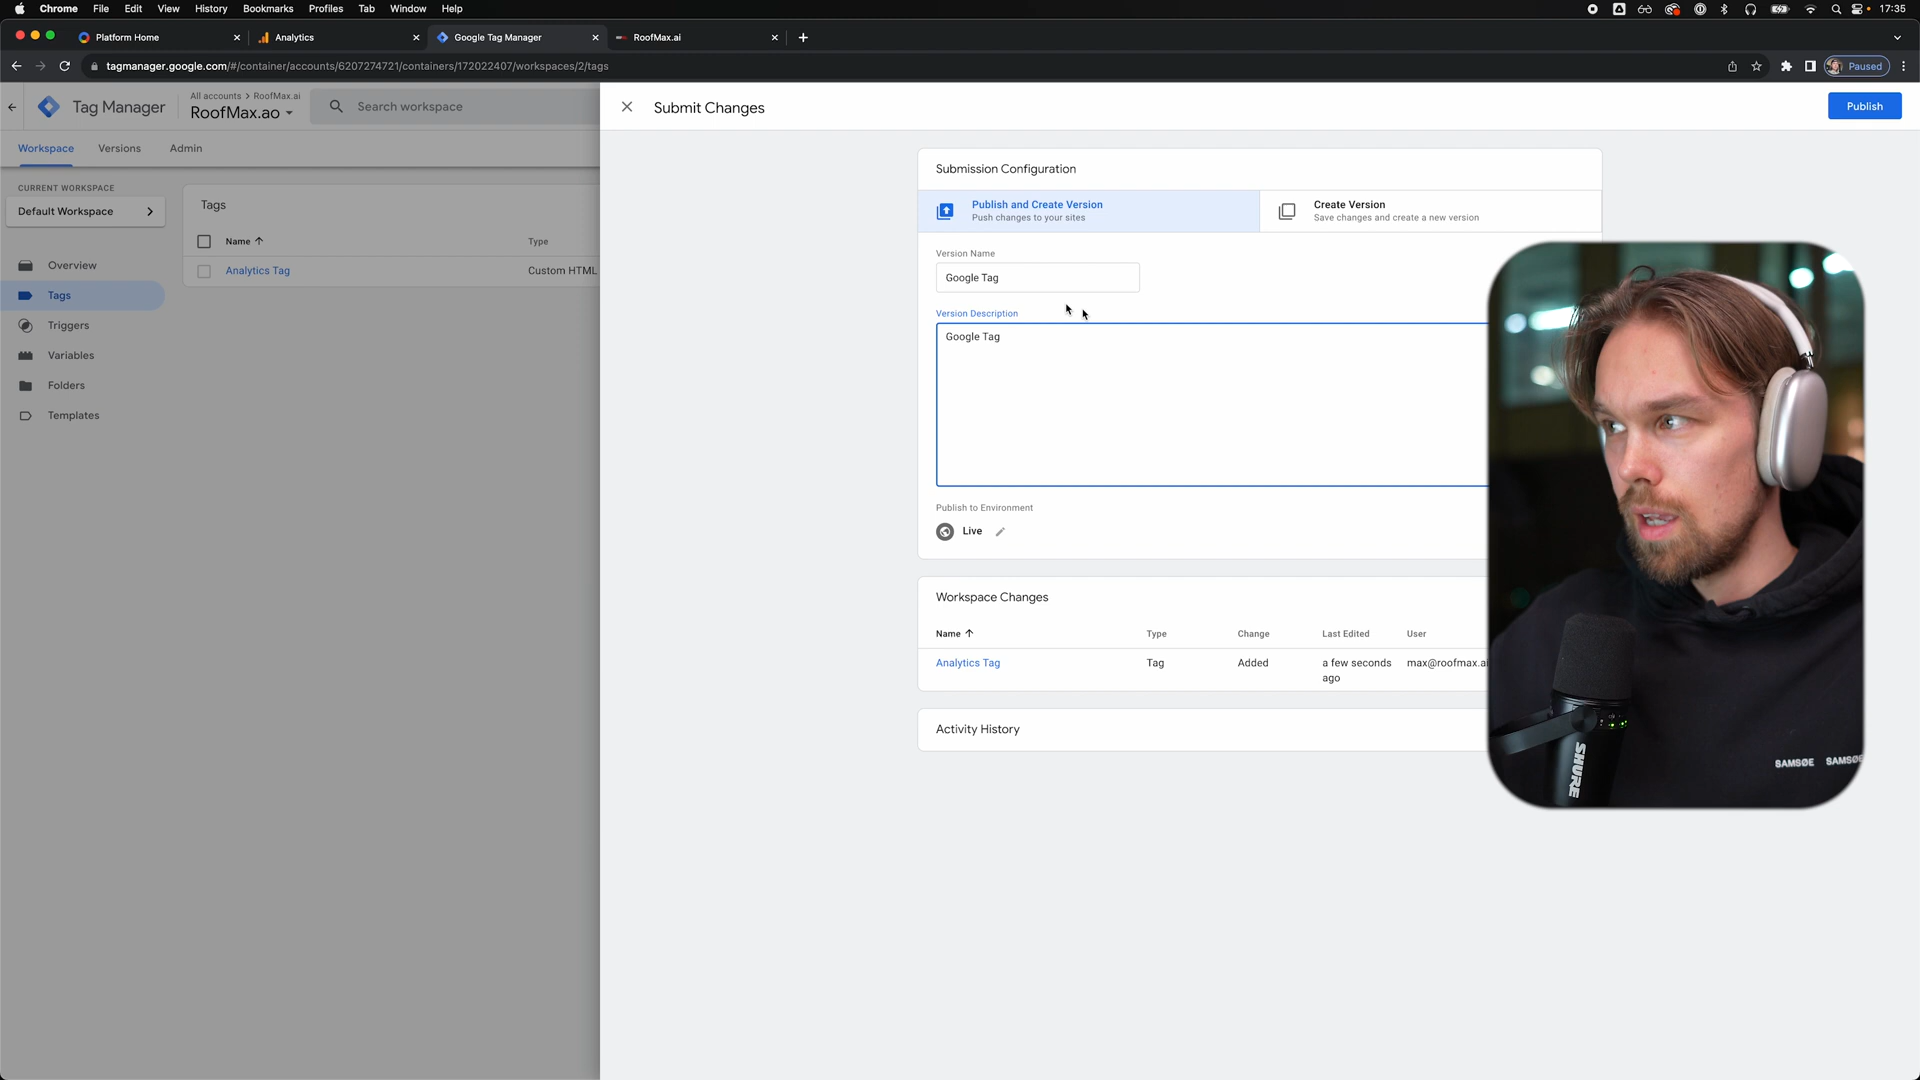 Chrome File Edit View History Bookmarks Profiles Tab Window Help 17:35
Platform Home Analytics Google Tag Manager RoofMax.ai
tagmanager.google.com/#/container/accounts/6207274721/containers/172022407/workspaces/2/tags Paused
Tag Manager
All accounts > RoofMax.ai
RoofMax.ao
Search workspace
Submit Changes
Publish
Workspace Versions Admin
CURRENT WORKSPACE
Default Workspace
Overview
Tags
Triggers
Variables
Folders
Templates
Tags
Name Type
Analytics Tag Custom HTML
Submission Configuration
Publish and Create Version
Push changes to your sites
Create Version
Save changes and create a new version
Version Name
Google Tag
Version Description
Google Tag
Publish to Environment
Live
Workspace Changes
Name Type Change Last Edited User
Analytics Tag Tag Added a few seconds ago max@roofmax.ai
Activity History
SHURE
SAMSØE SAMSØE